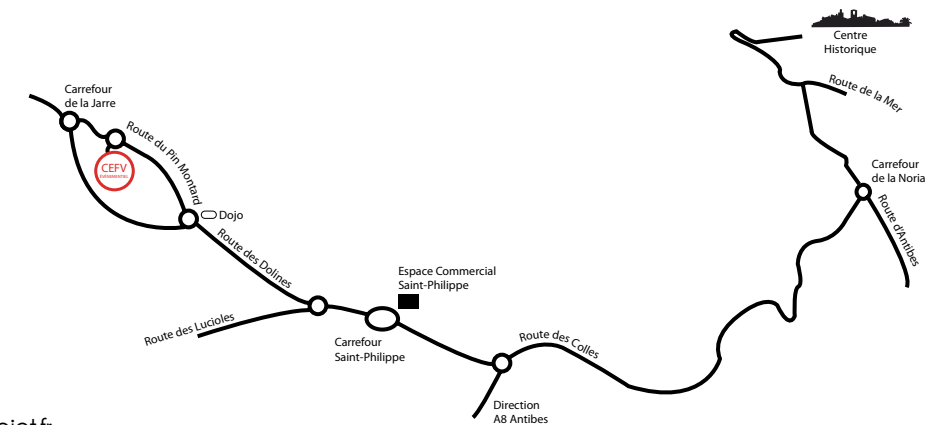 Centre
Historique
Route de la Mer
Carrefour
de la Jarre
Route du Pin Montard
CEFV
ÉVÉNEMENTIEL
Carrefour
de la Noria
Route d'Antibes
Dojo
Route des Dolines
Espace Commercial
Saint-Philippe
Route des Lucioles
Carrefour
Saint-Philippe
Route des Colles
Direction
A8 Antibes